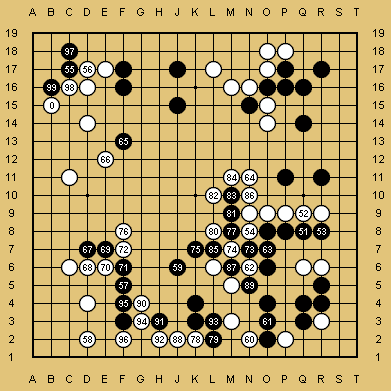 A B C D E F G H J K L M N O P Q R S T
19 19
18 97 18
17 55 56 17
16 99 98 16
15 0 15
14 14
13 65 13
12 66 12
11 84 64 11
10 82 83 86 10
9 81 52 9
8 76 80 77 54 51 53 8
7 67 69 72 75 85 74 73 63 7
6 68 70 71 59 87 62 6
5 57 89 5
4 95 90 4
3 94 91 93 61 3
2 58 96 92 88 78 79 60 2
1 1
A B C D E F G H J K L M N O P Q R S T